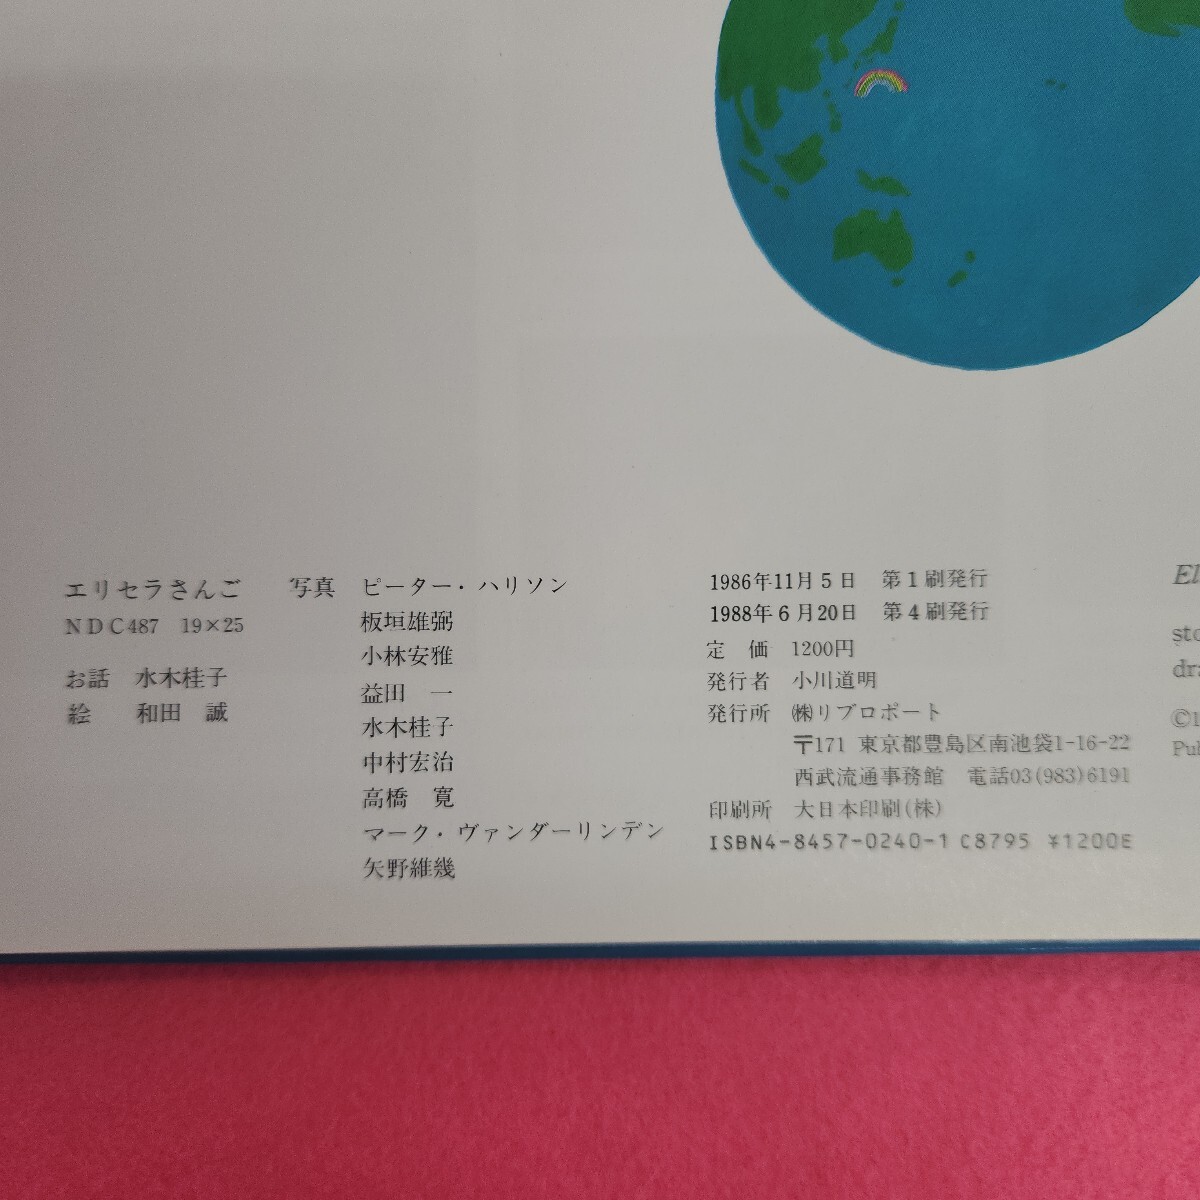 エリセラさんご
NDC487 19×25
お話 水木桂子
絵 和田 誠
写真 ピーター・ハリソン
板垣雄弼
小林安雅
益田 一
水木桂子
中村宏治
高橋 寛
マーク・ヴァンダーリンデン
矢野維幾
1986年11月5日 第1刷発行
1988年6月20日 第4刷発行
定 価 1200円
発行者 小川道明
発行所 ㈱リブロポート
〒171 東京都豊島区南池袋1-16-22
西武流通事務館 電話03(983)6191
印刷所 大日本印刷(株)
ISBN4-8457-0240-1 C8795 ¥1200E